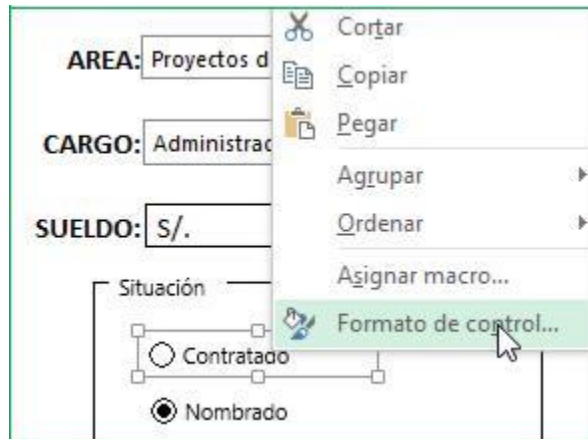 Cortar
AREA: Proyectos d
Copiar
Pegar
CARGO: Administrac
Agrupar
Ordenar
SUELDO: S/.
Asignar macro...
Situación
Formato de control...
Contratado
Nombrado